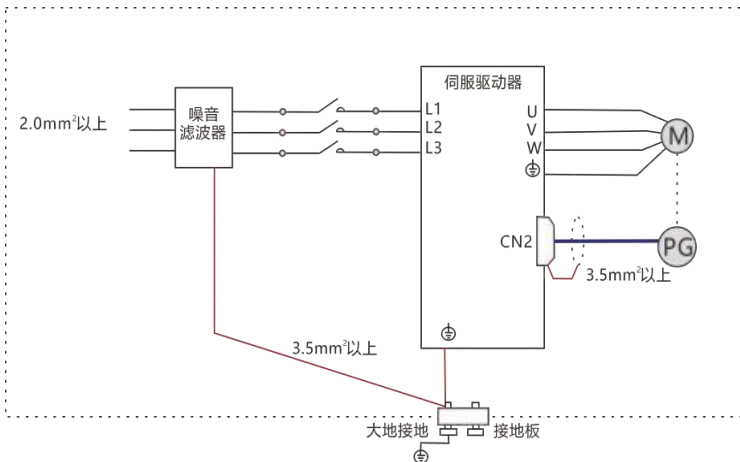 伺服驱动器
噪音
滤波器
2.0mm²以上
L1
L2
L3
U
V
W
M
CN2
PG
3.5mm²以上
3.5mm²以上
大地接地
接地板